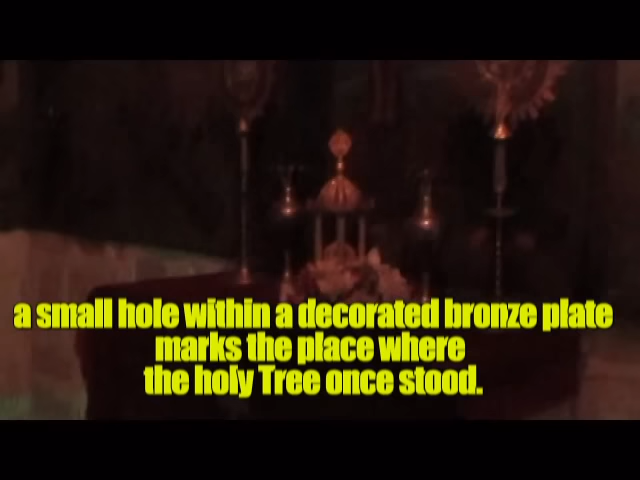 a small hole within a decorated bronze plate
marks the place where
the holy Tree once stood.